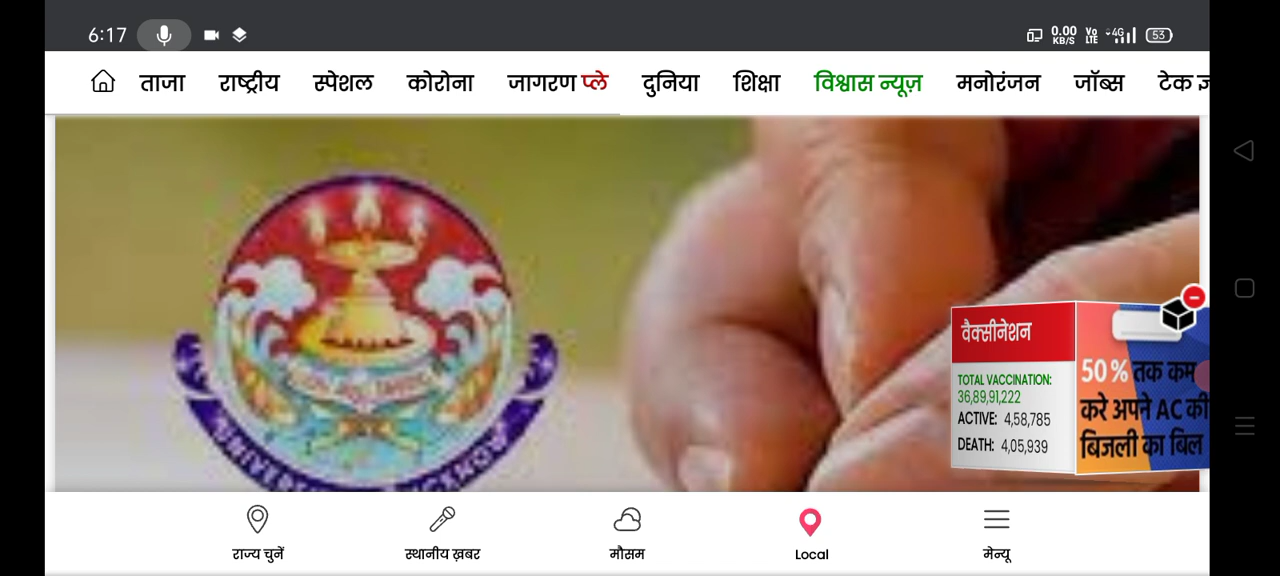 6:17
0.00 KB/S Vo LTE 4G 53
ताजा राष्ट्रीय स्पेशल कोरोना जागरण प्ले दुनिया शिक्षा विश्वास न्यूज़ मनोरंजन जॉब्स टेक
वैक्सीनेशन
TOTAL VACCINATION:
36,89,91,222
ACTIVE: 4,58,785
DEATH: 4,05,939
50% तक कम
करे अपने AC की
बिजली का बिल
राज्य चुनें स्थानीय ख़बर मौसम Local मेन्यू